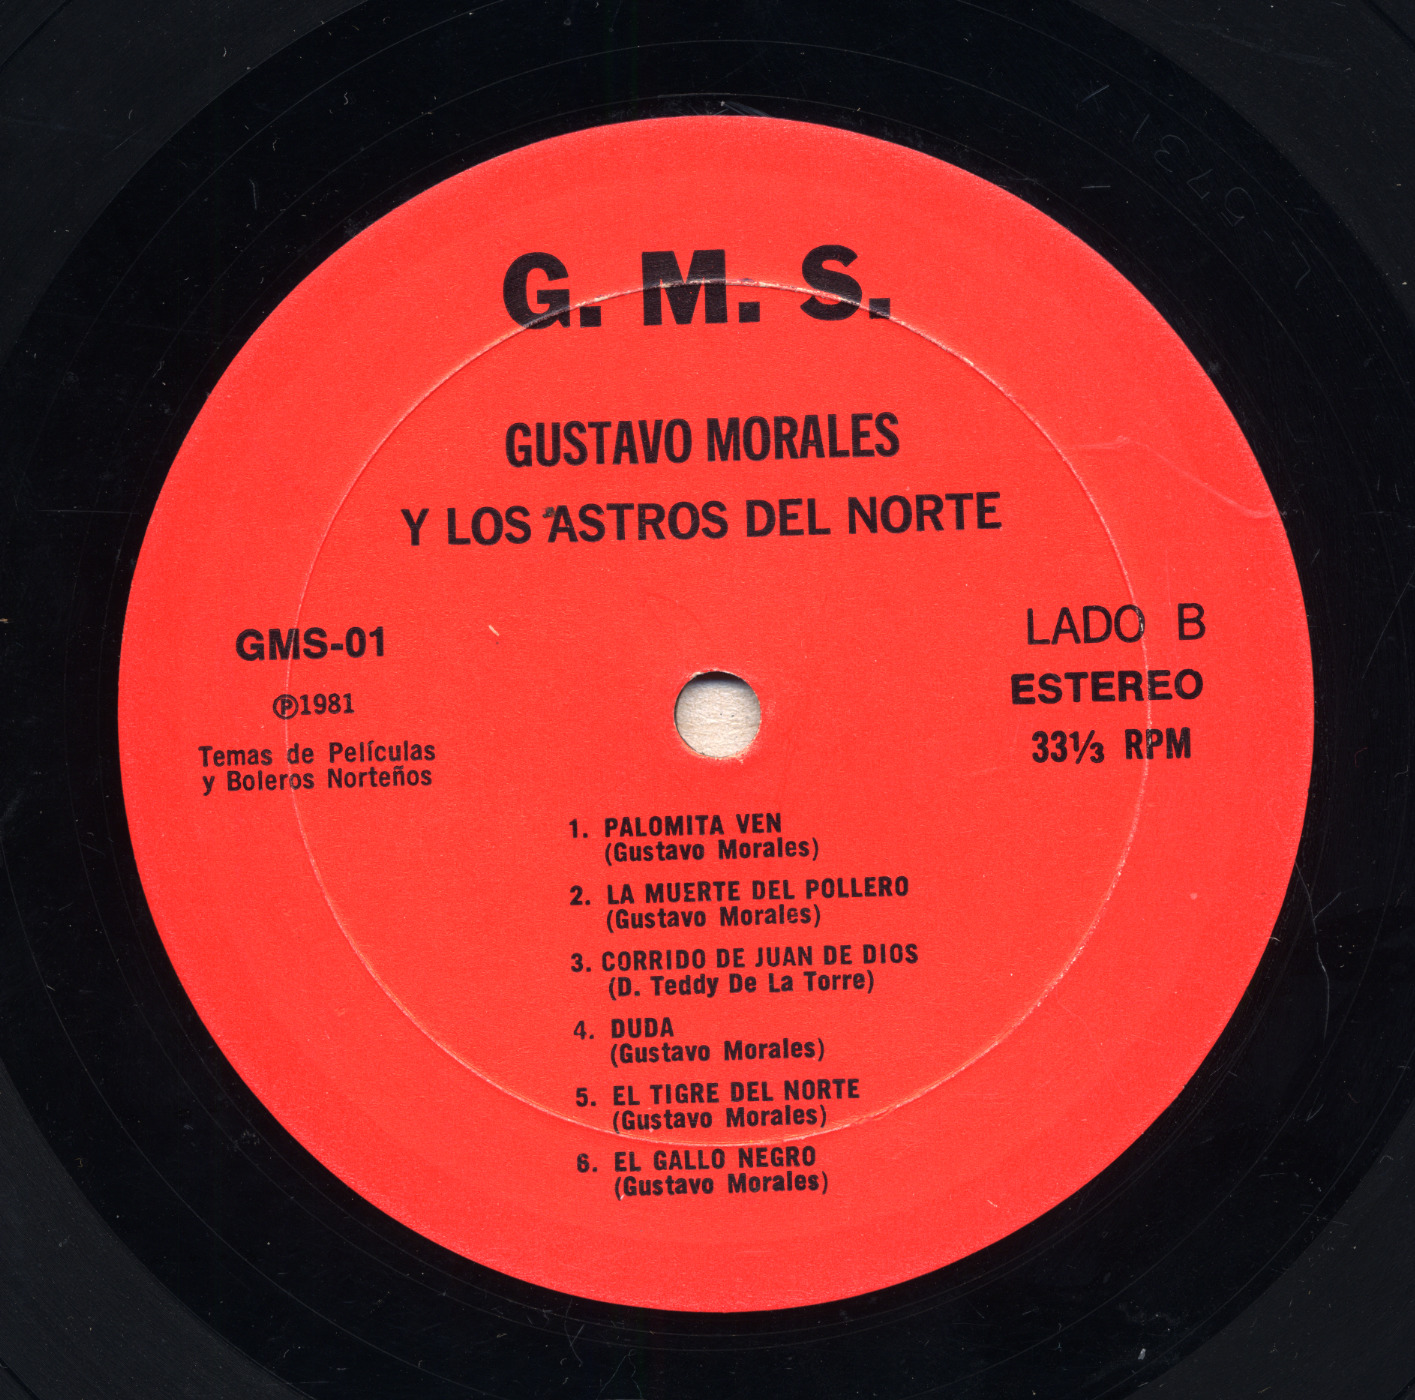 G. M. S.
GUSTAVO MORALES
Y LOS ASTROS DEL NORTE
GMS-01
℗1981
Temas de Películas
y Boleros Norteños
LADO B
ESTEREO
33⅓ RPM
1. PALOMITA VEN
(Gustavo Morales)
2. LA MUERTE DEL POLLERO
(Gustavo Morales)
3. CORRIDO DE JUAN DE DIOS
(D. Teddy De La Torre)
4. DUDA
(Gustavo Morales)
5. EL TIGRE DEL NORTE
(Gustavo Morales)
6. EL GALLO NEGRO
(Gustavo Morales)